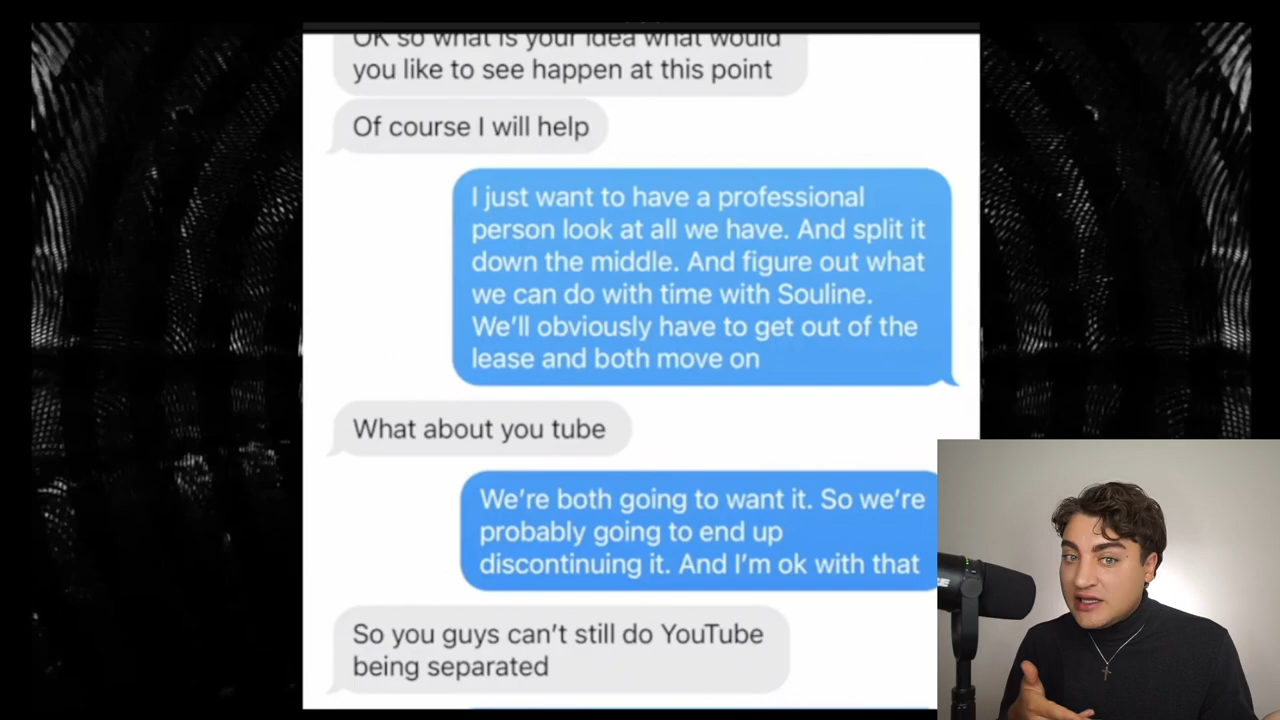 OK so what is your idea what would
you like to see happen at this point
Of course I will help
I just want to have a professional
person look at all we have. And split it
down the middle. And figure out what
we can do with time with Souline.
We'll obviously have to get out of the
lease and both move on
What about you tube
We're both going to want it. So we're
probably going to end up
discontinuing it. And I'm ok with that
So you guys can't still do YouTube
being separated